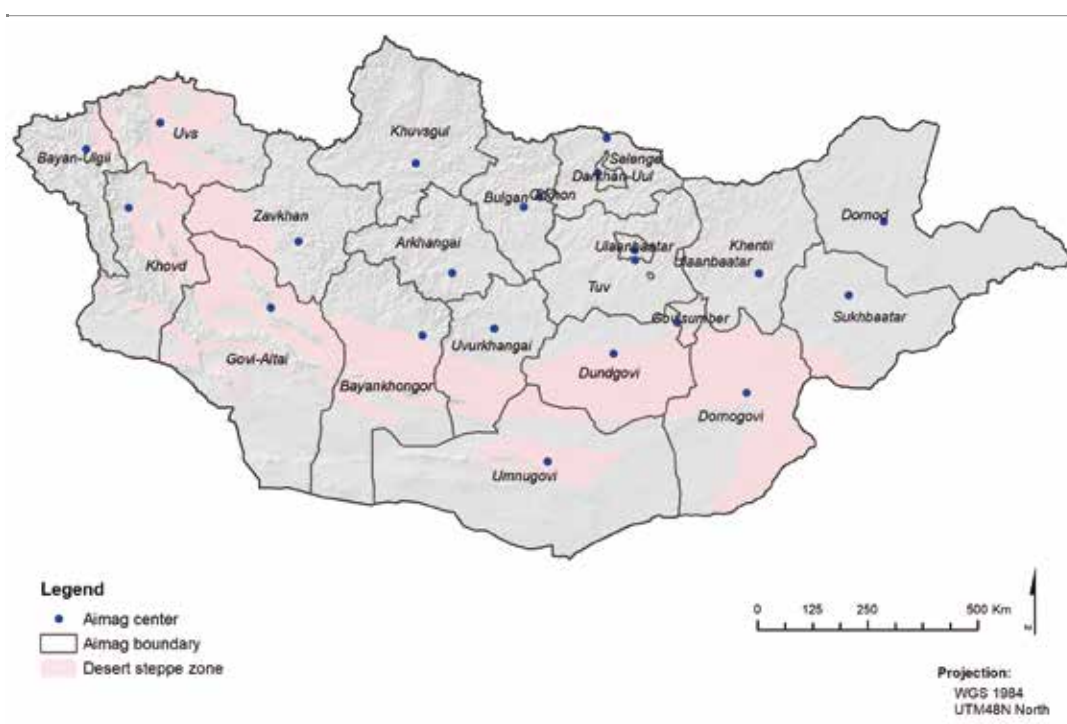 Uvs
Khuvsgul
Bayan-Ulgii
Selenge
Darkhan-Uul
Bulgan
Zavkhan
Dornod
Arkhangai
Ulaanbaatar
Khentii
Ulaanbaatar
Khovd
Tuv
Sukhbaatar
Govisumber
Uvurkhangai
Govi-Altai
Dundgovi
Bayankhongor
Dornogovi
Umnugovi
Legend
Aimag center
Aimag boundary
Desert steppe zone
0 125 250 500 Km
Projection:
WGS 1984
UTM48N North